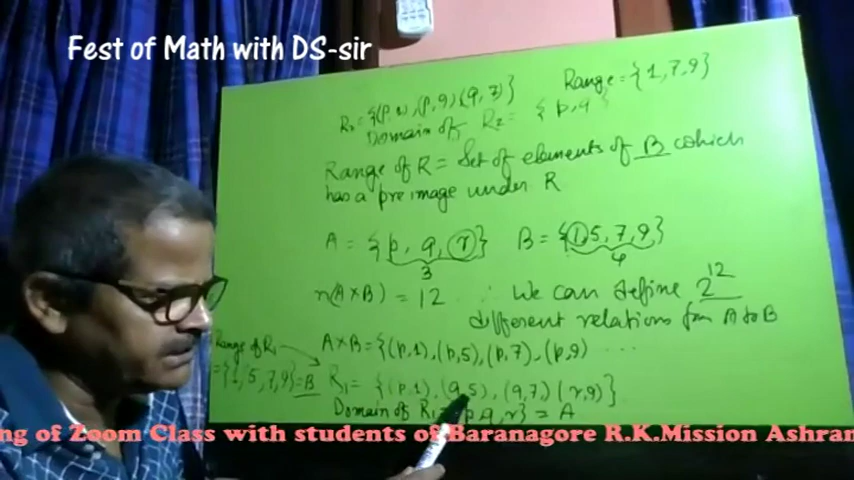 Fest of Math with DS-sir
R₂ = {(p, 1), (p, 9), (q, 7)} Range = {1, 7, 9}
Domain of R₂ = {p, q}
Range of R = Set of elements of B which
has a pre image under R
A = {p, q, r} B = {1, 5, 7, 9}
3 4
n(A×B) = 12 ∴ We can define 2¹²
different relations from A to B
A×B = {(p, 1), (p, 5), (p, 7), (p, 9) ...
Range of R₁
= {1, 5, 7, 9} = B
R₁ = {(p, 1), (q, 5), (q, 7), (r, 9)}
Domain of R₁ = {p, q, r} = A
ng of Zoom Class with students of Baranagore R.K.Mission Ashran